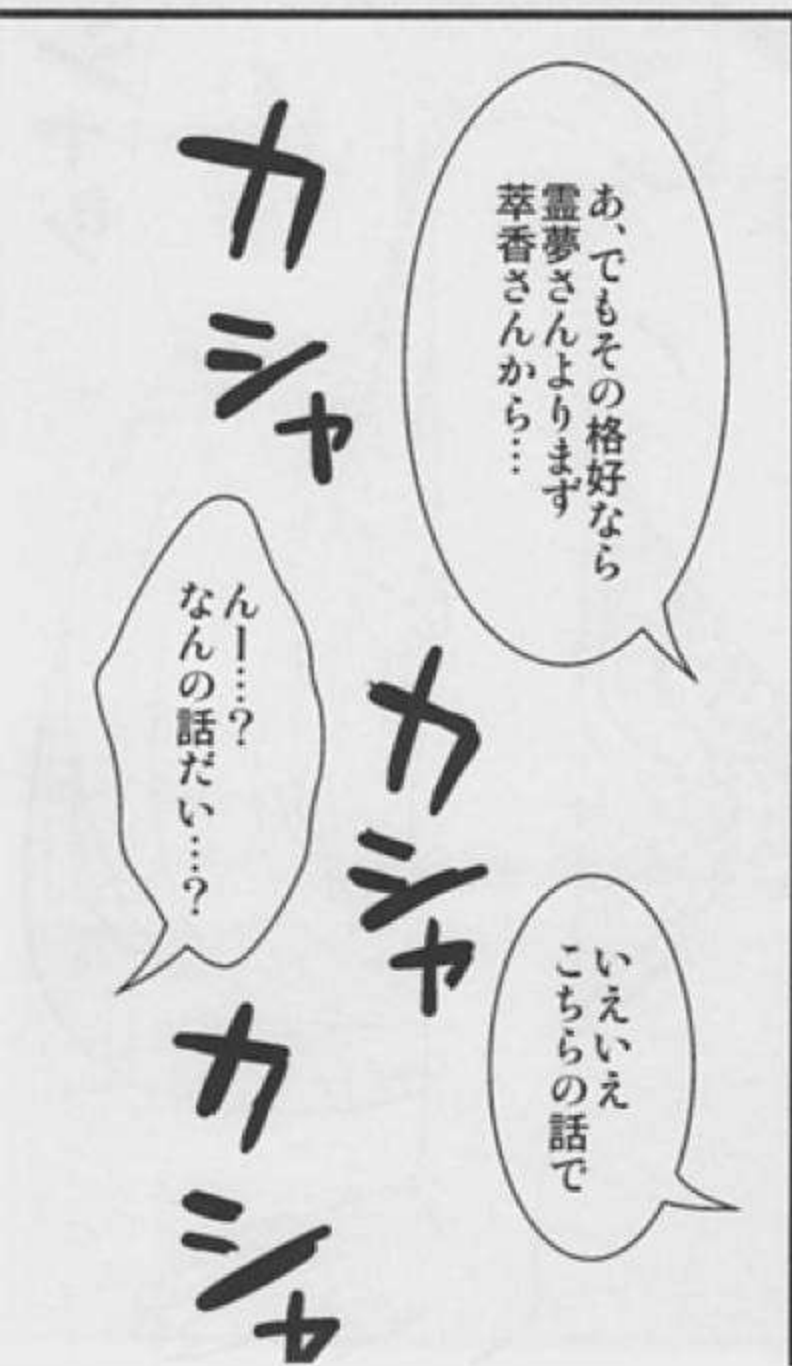 あ、でもその格好なら
霊夢さんよりまず
萃香さんから…
カシャ
んー…？
なんの話だい…？
カシャ
いえいえ
こちらの話で
カシャ